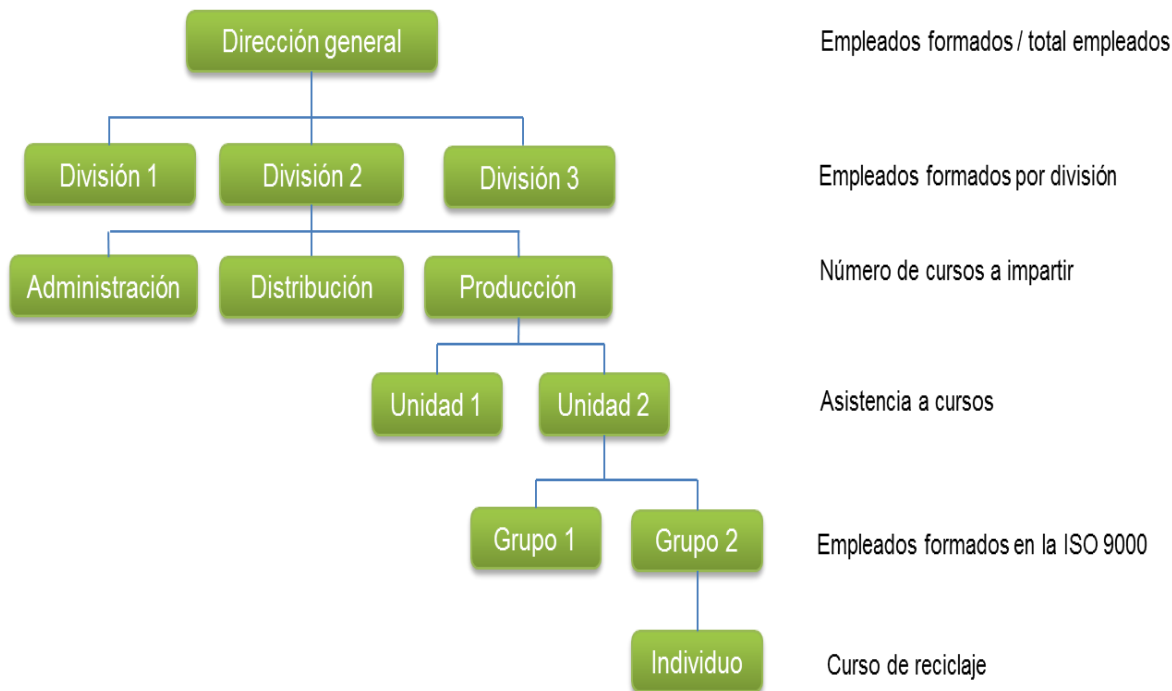 Dirección general
Empleados formados / total empleados
División 1
División 2
División 3
Empleados formados por división
Administración
Distribución
Producción
Número de cursos a impartir
Unidad 1
Unidad 2
Asistencia a cursos
Grupo 1
Grupo 2
Empleados formados en la ISO 9000
Individuo
Curso de reciclaje